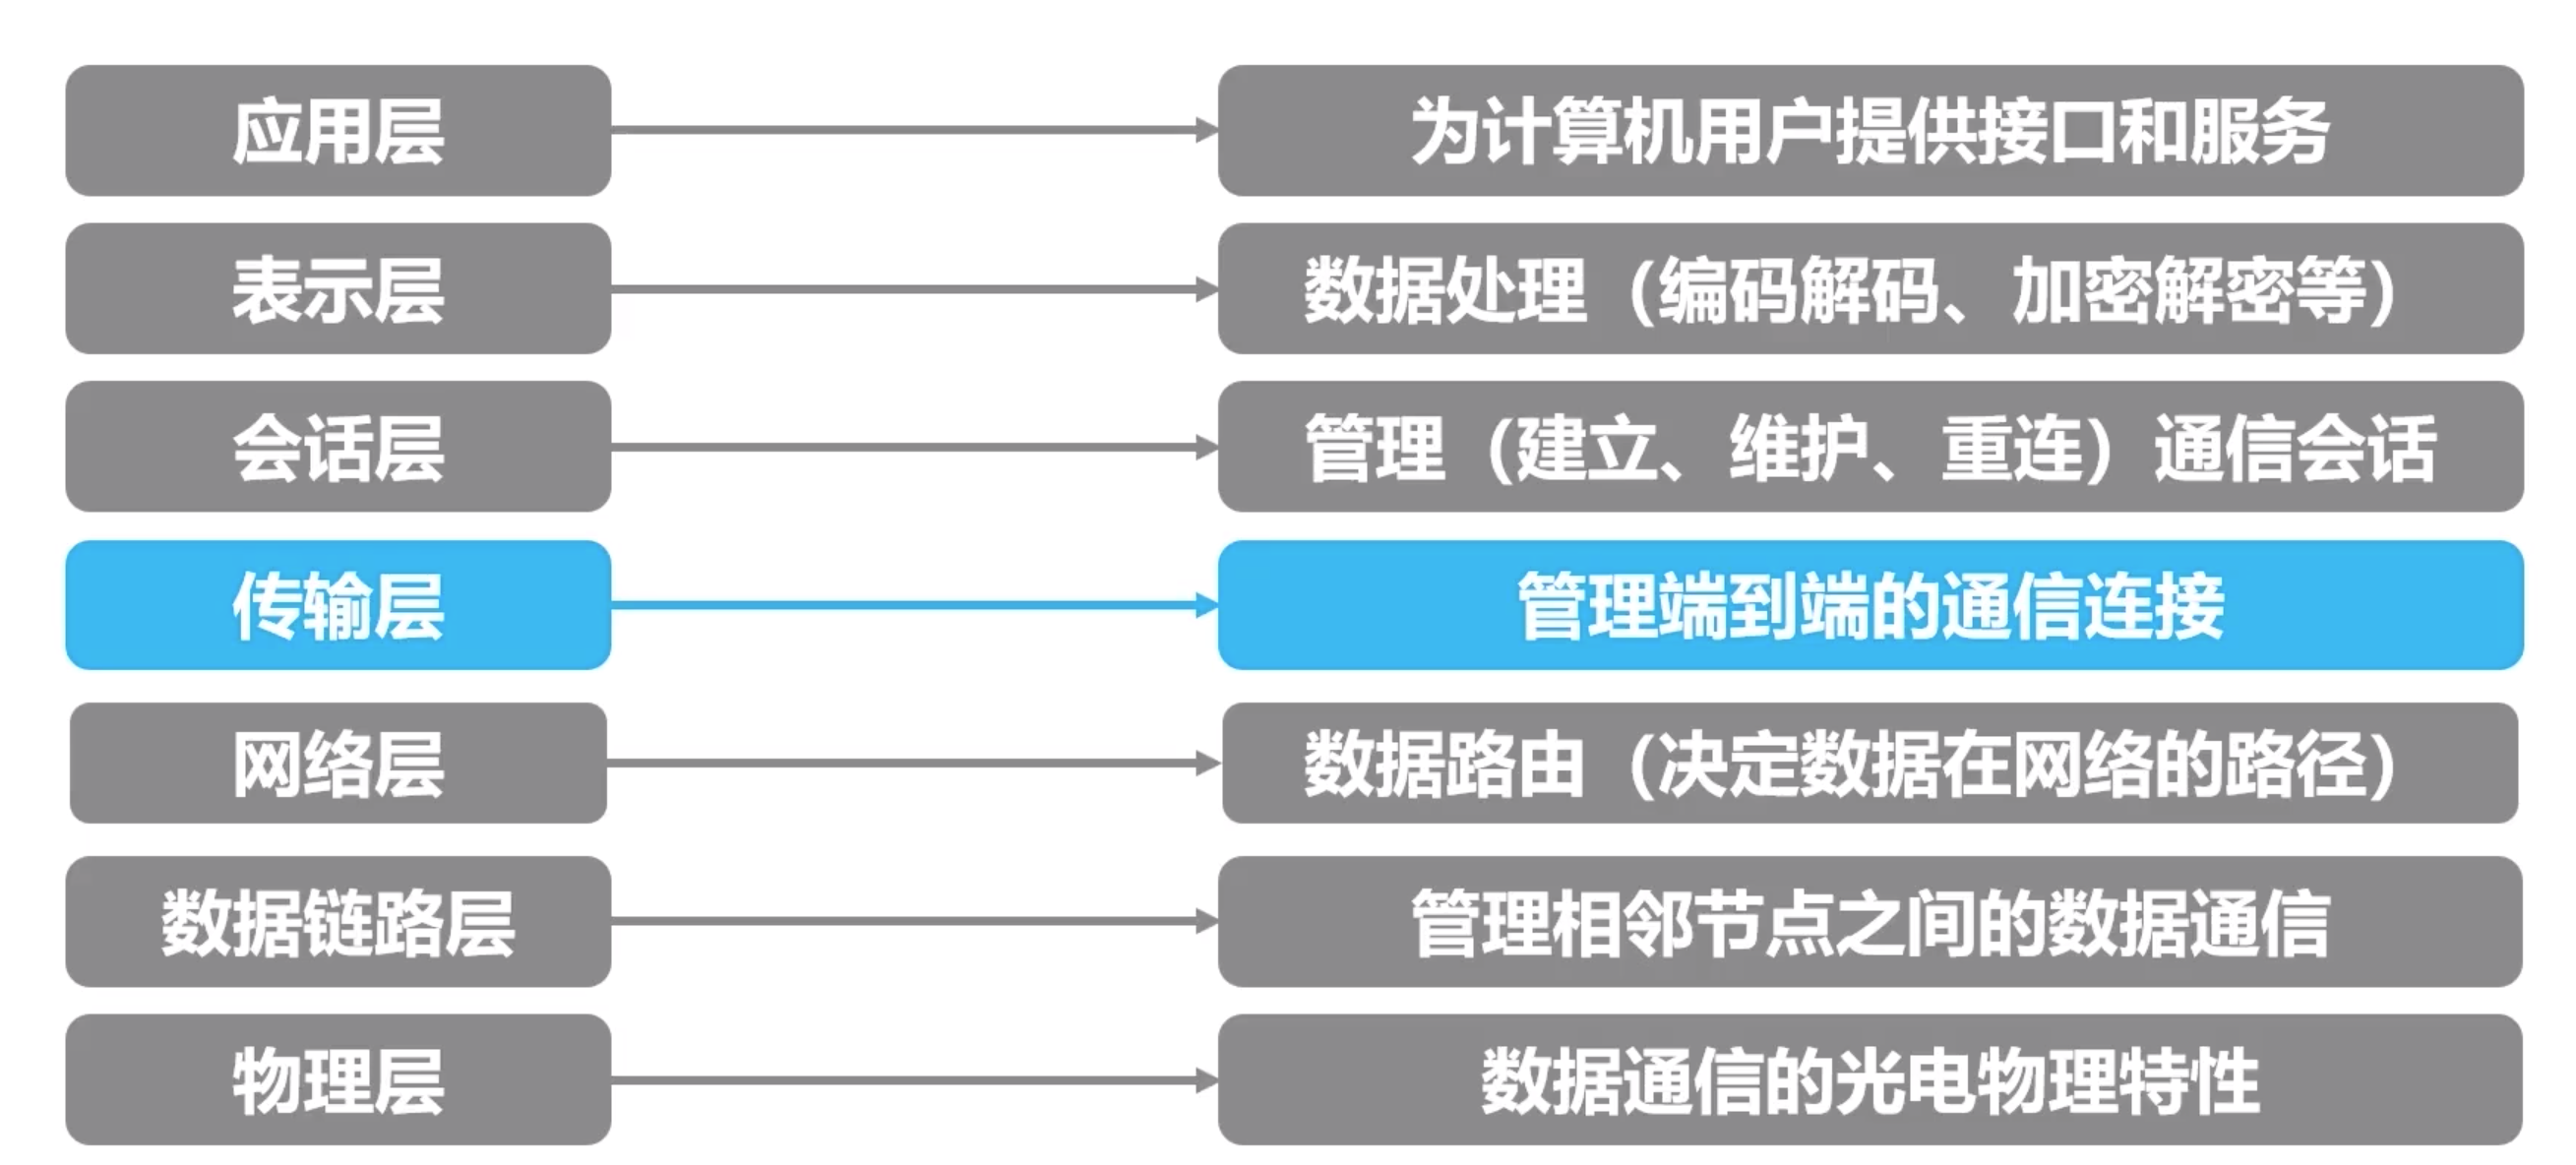 应用层
为计算机用户提供接口和服务
表示层
数据处理（编码解码、加密解密等）
会话层
管理（建立、维护、重连）通信会话
传输层
管理端到端的通信连接
网络层
数据路由（决定数据在网络的路径）
数据链路层
管理相邻节点之间的数据通信
物理层
数据通信的光电物理特性